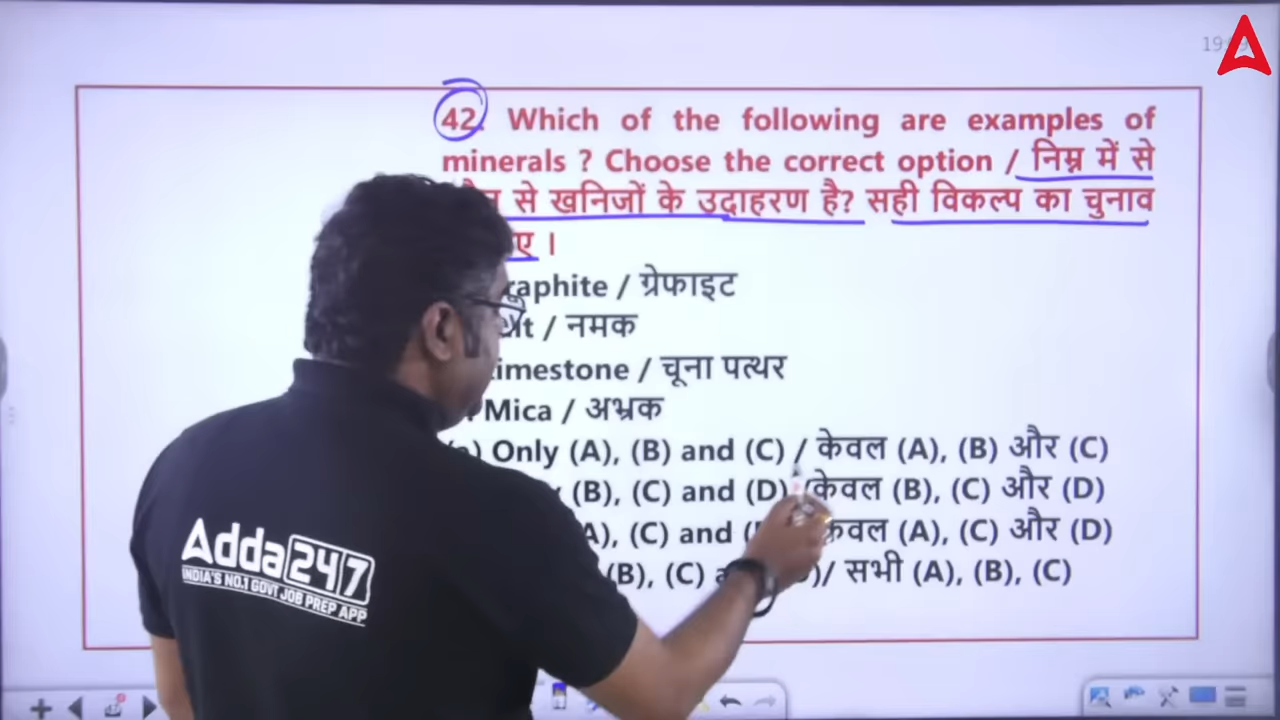 42. Which of the following are examples of
minerals ? Choose the correct option / निम्न में से
से खनिजों के उदाहरण है? सही विकल्प का चुनाव
।
/ ग्रेफाइट
/ नमक
/ चूना पत्थर
Mica / अभ्रक
Only (A), (B) and (C) / केवल (A), (B) और (C)
(B), (C) and (D) / केवल (B), (C) और (D)
(C) and केवल (A), (C) और (D)
(B), (C) / सभी (A), (B), (C)
Adda247
INDIA'S NO.1 GOVT JOB PREP APP